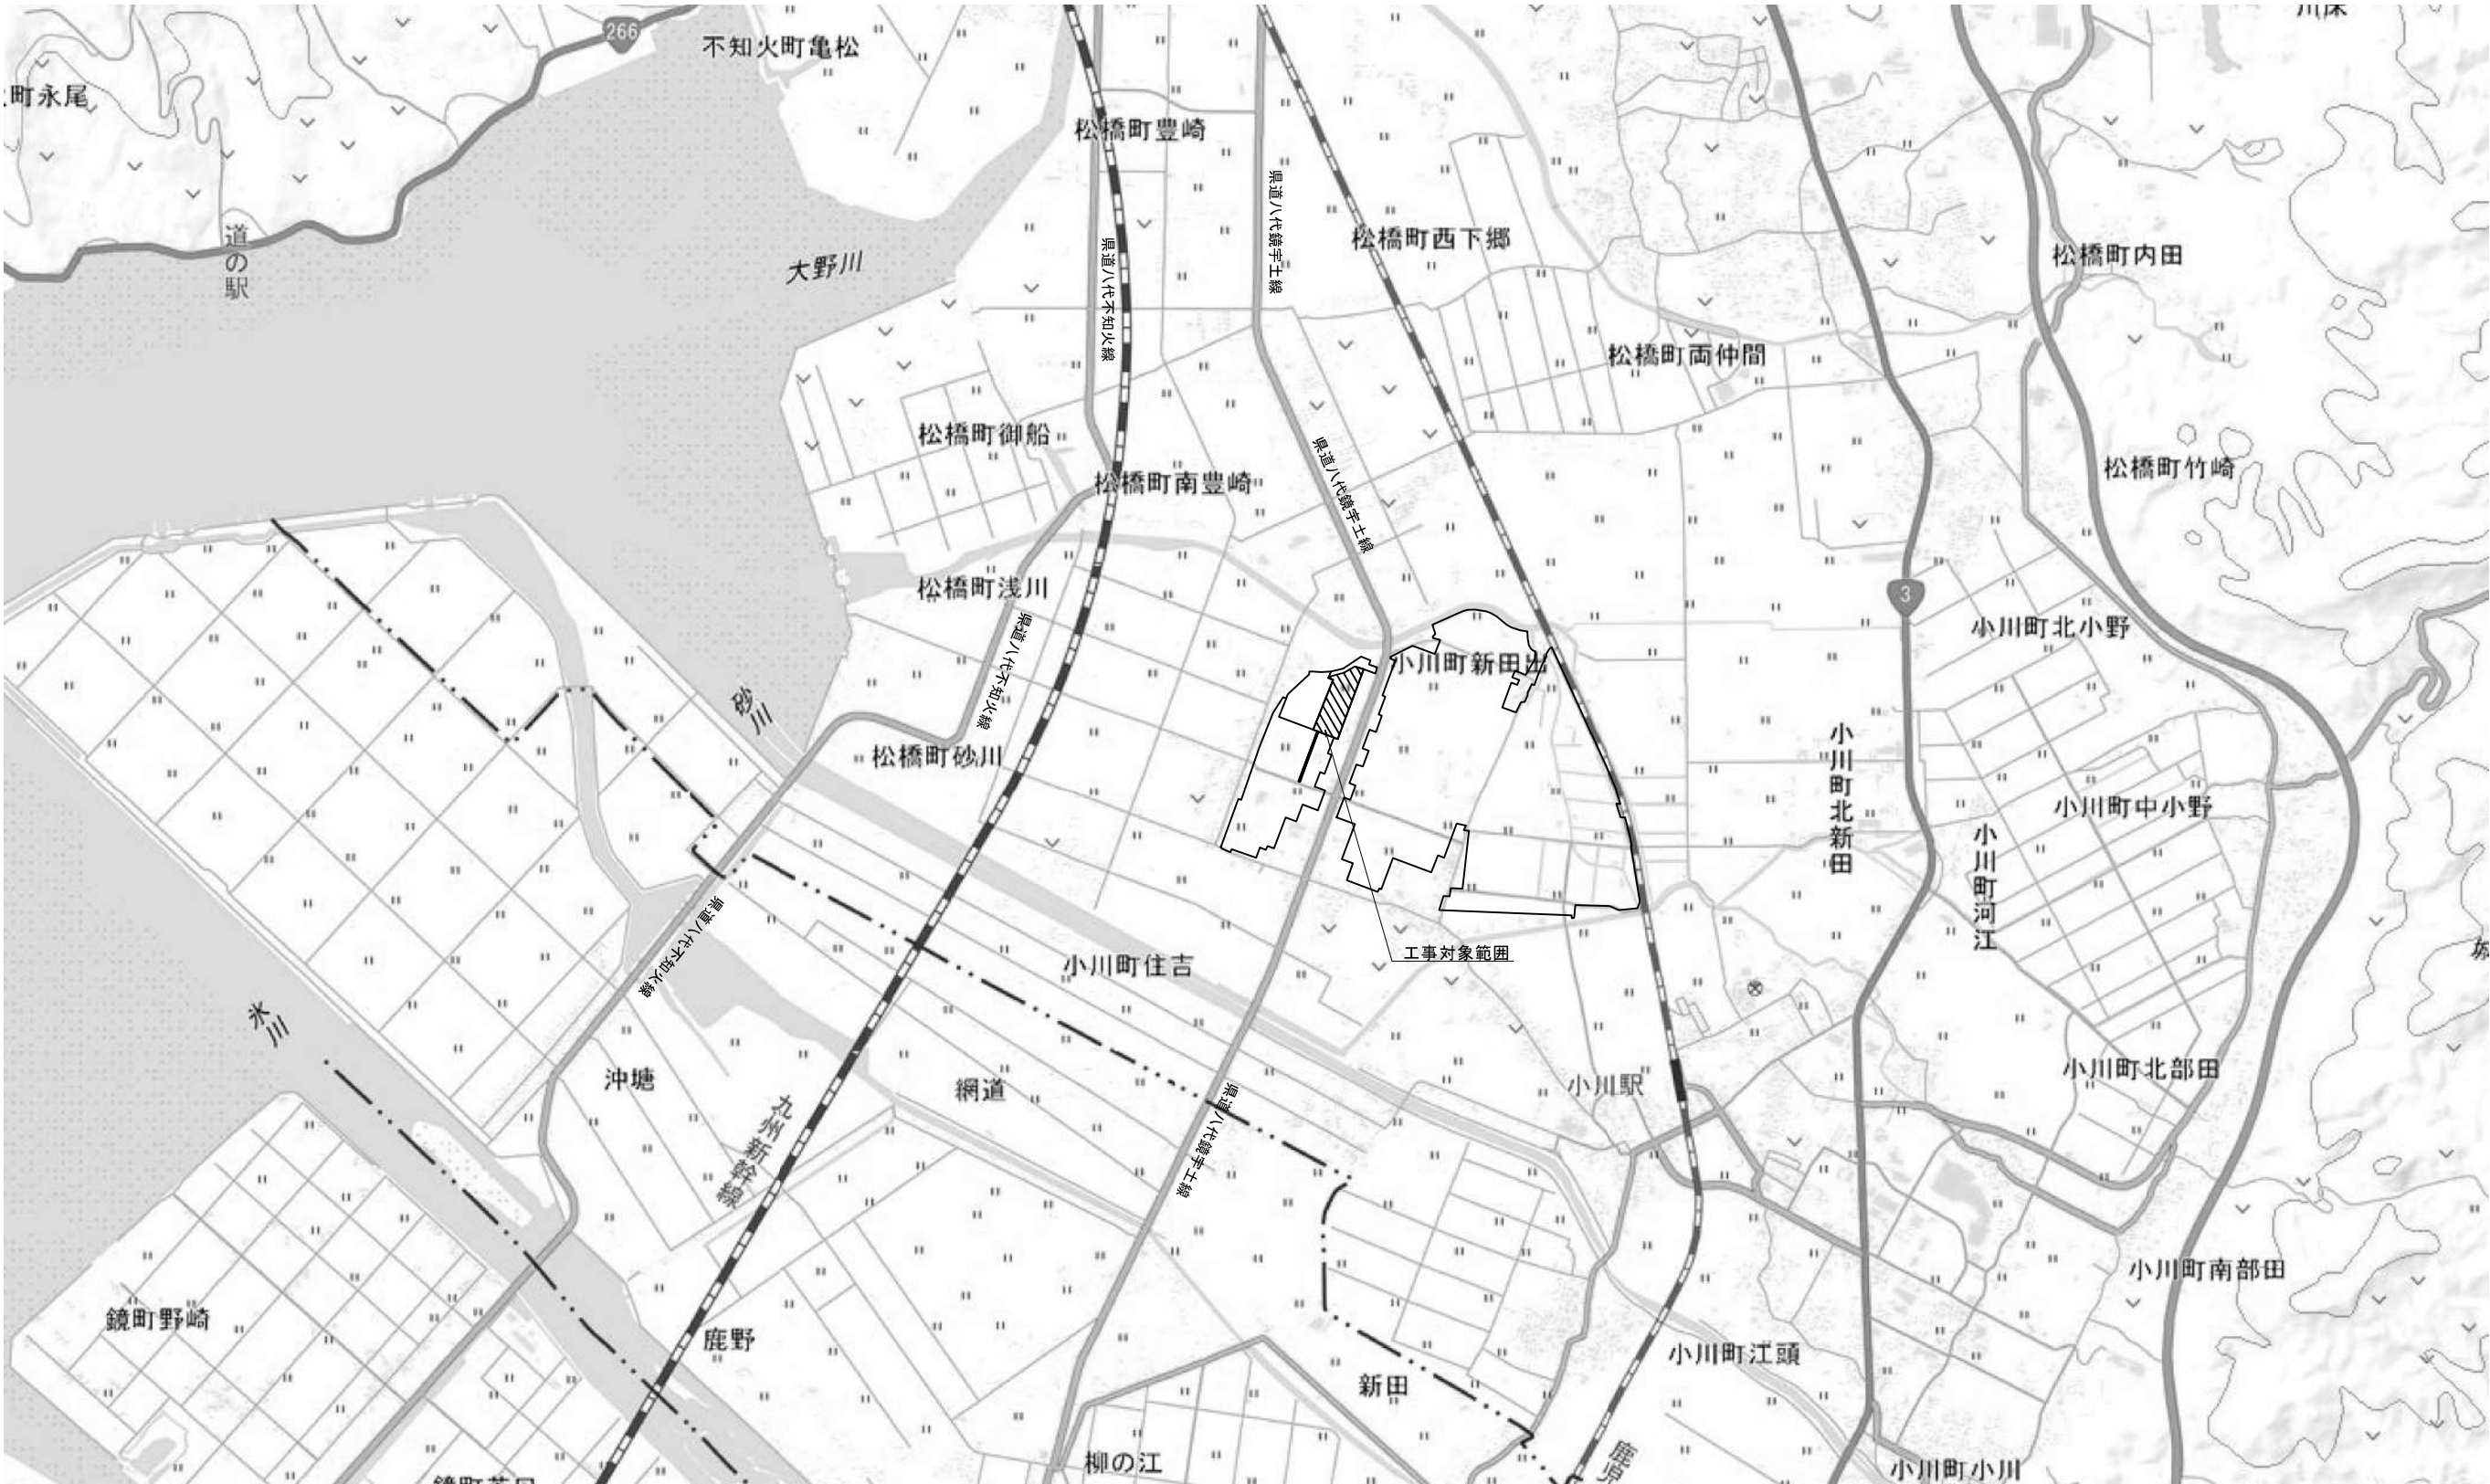 266
不知火町亀松
町永尾
松橋町豊崎
道の駅
大野川
県道八代不知火線
県道八代鏡宇土線
松橋町西下郷
松橋町内田
松橋町両仲間
松橋町御船
松橋町南豊崎
県道八代鏡宇土線
松橋町竹崎
松橋町浅川
県道八代不知火線
3
小川町北小野
小川町新田出
砂川
松橋町砂川
小川町北新田
小川町中小野
小川町河江
県道八代不知火線
工事対象範囲
小川町住吉
氷川
沖塘
網道
小川駅
小川町北部田
九州新幹線
県道八代鏡宇土線
小川町南部田
鏡町野崎
鹿野
小川町江頭
新田
柳の江
小川町小川